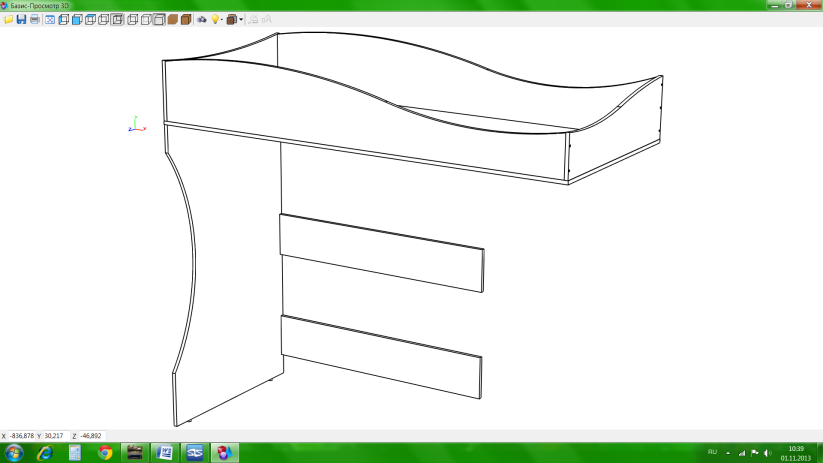 Базис-Просмотр 3D
X -836,878 Y 30,217 Z -46,892
RU
10:39
01.11.2013